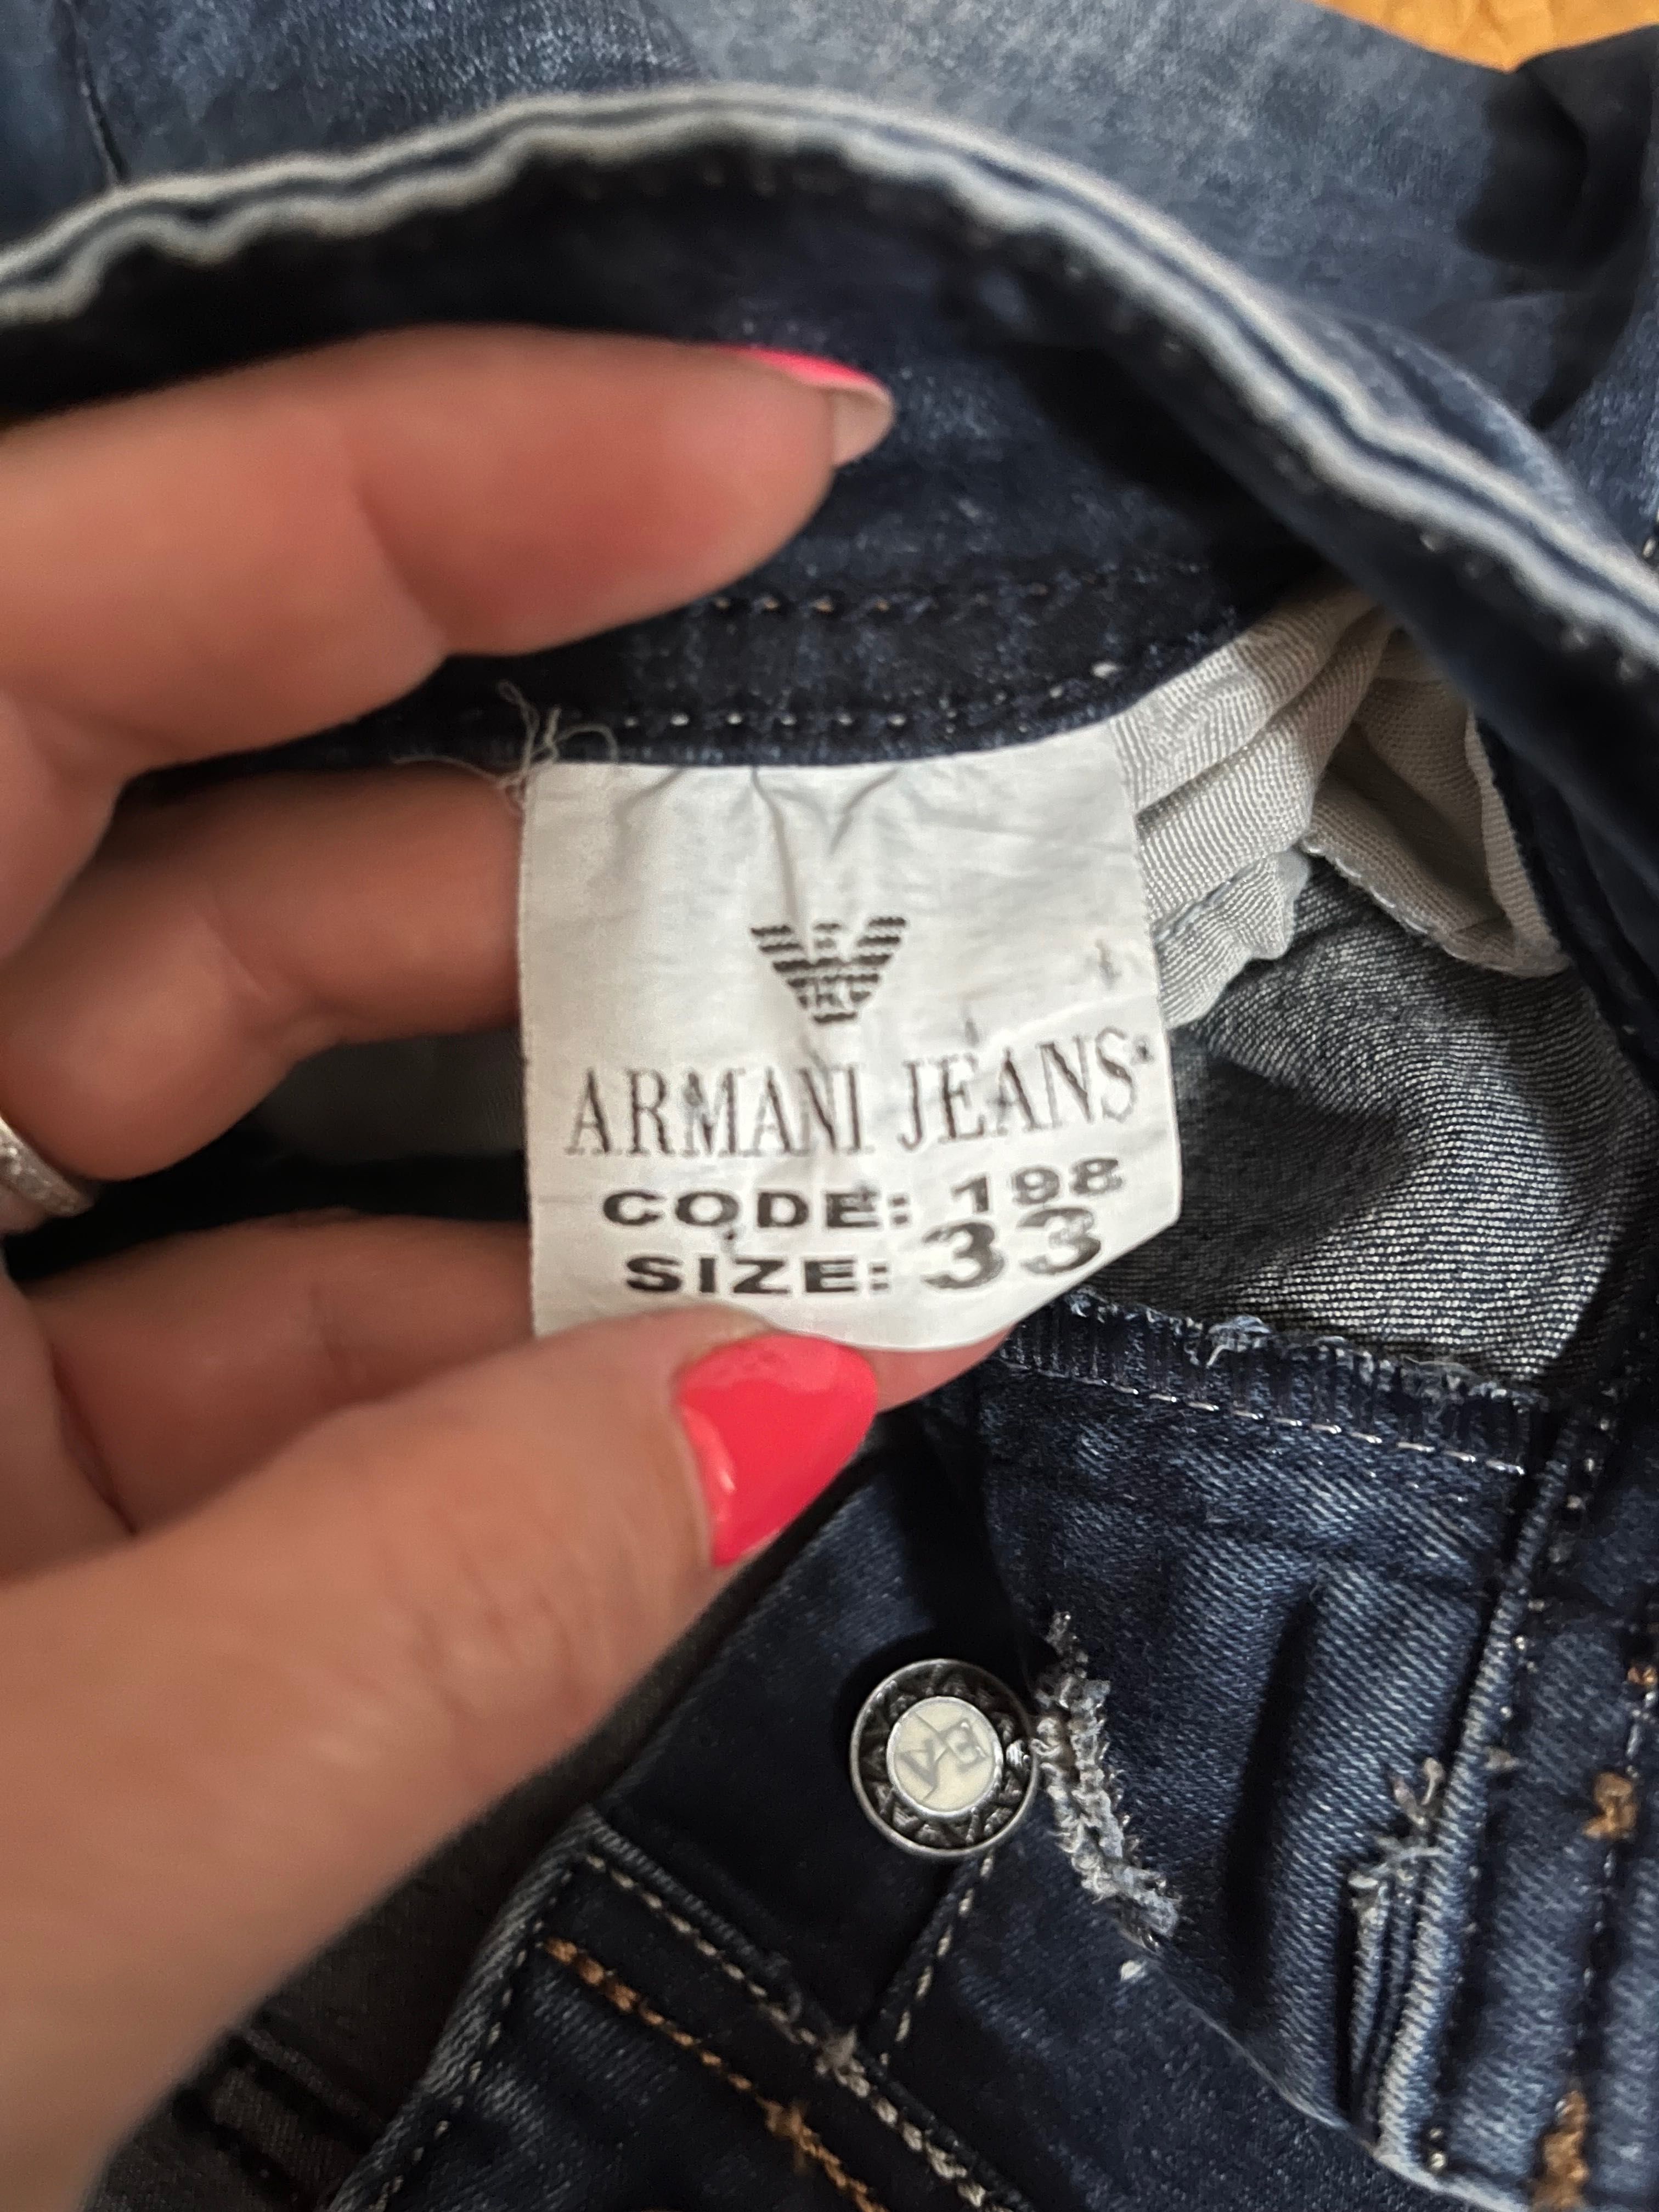 ARMANI JEANS
CODE: 198
SIZE: 33